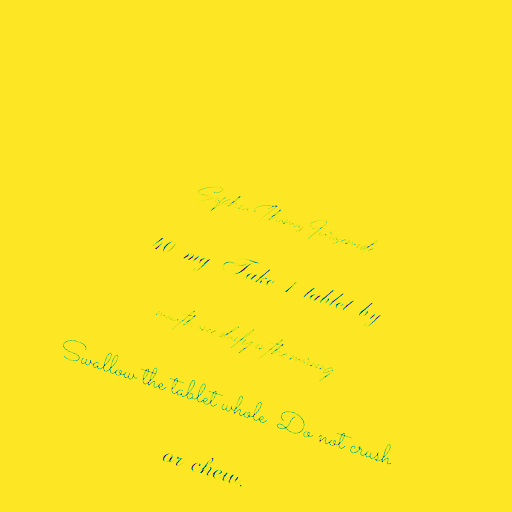 Sophia Thomas Furosemide
40 mg Take 1 tablet by
mouth once daily in the morning
Swallow the tablet whole. Do not crush
or chew.